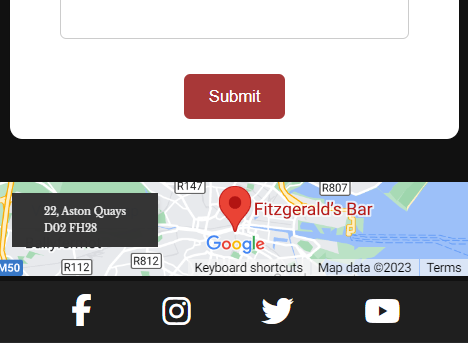 Submit
R147
R807
22, Aston Quays
D02 FH28
Fitzgerald's Bar
Google
M50
R112
R812
Keyboard shortcuts
Map data ©2023
Terms